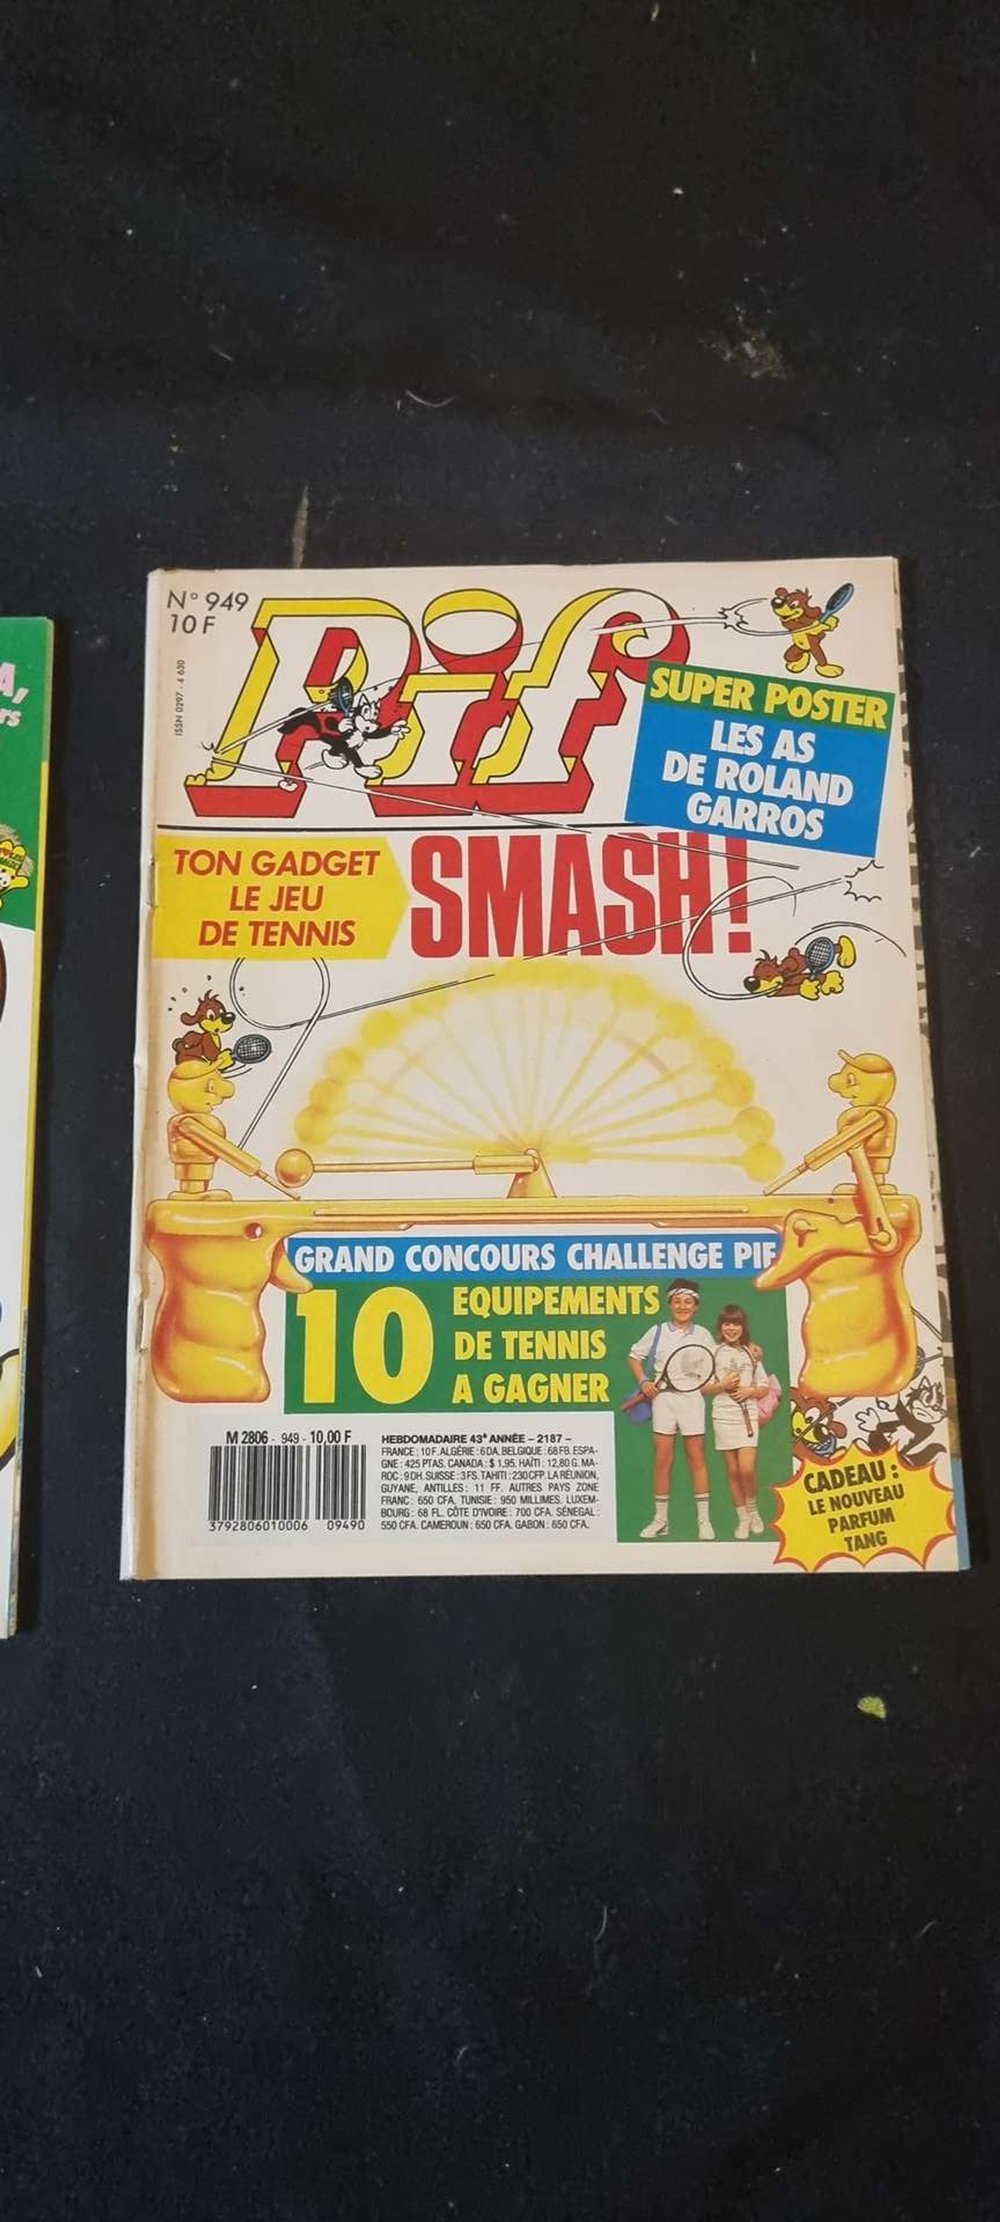 A,
rs
N° 949
10 F
Pif
ISSN 0297 - 4 630
SUPER POSTER
LES AS
DE ROLAND
GARROS
TON GADGET
LE JEU
DE TENNIS
SMASH!
GRAND CONCOURS CHALLENGE PIF
10
EQUIPEMENTS
DE TENNIS
A GAGNER
M 2806 - 949 - 10,00 F
3792806010006 09490
HEBDOMADAIRE 43e ANNÉE – 2187 –
FRANCE : 10 F. ALGÉRIE : 6 DA. BELGIQUE : 68 FB. ESPA-
GNE : 425 PTAS. CANADA : $ 1,95. HAÏTI : 12,80 G. MA-
ROC : 9 DH. SUISSE : 3 FS. TAHITI : 230 CFP. LA RÉUNION,
GUYANE, ANTILLES : 11 FF. AUTRES PAYS ZONE
FRANC : 650 CFA. TUNISIE : 950 MILLIMES. LUXEM-
BOURG : 68 FL. CÔTE D'IVOIRE : 700 CFA. SÉNÉGAL :
550 CFA. CAMEROUN : 650 CFA. GABON : 650 CFA.
CADEAU :
LE NOUVEAU
PARFUM
TANG